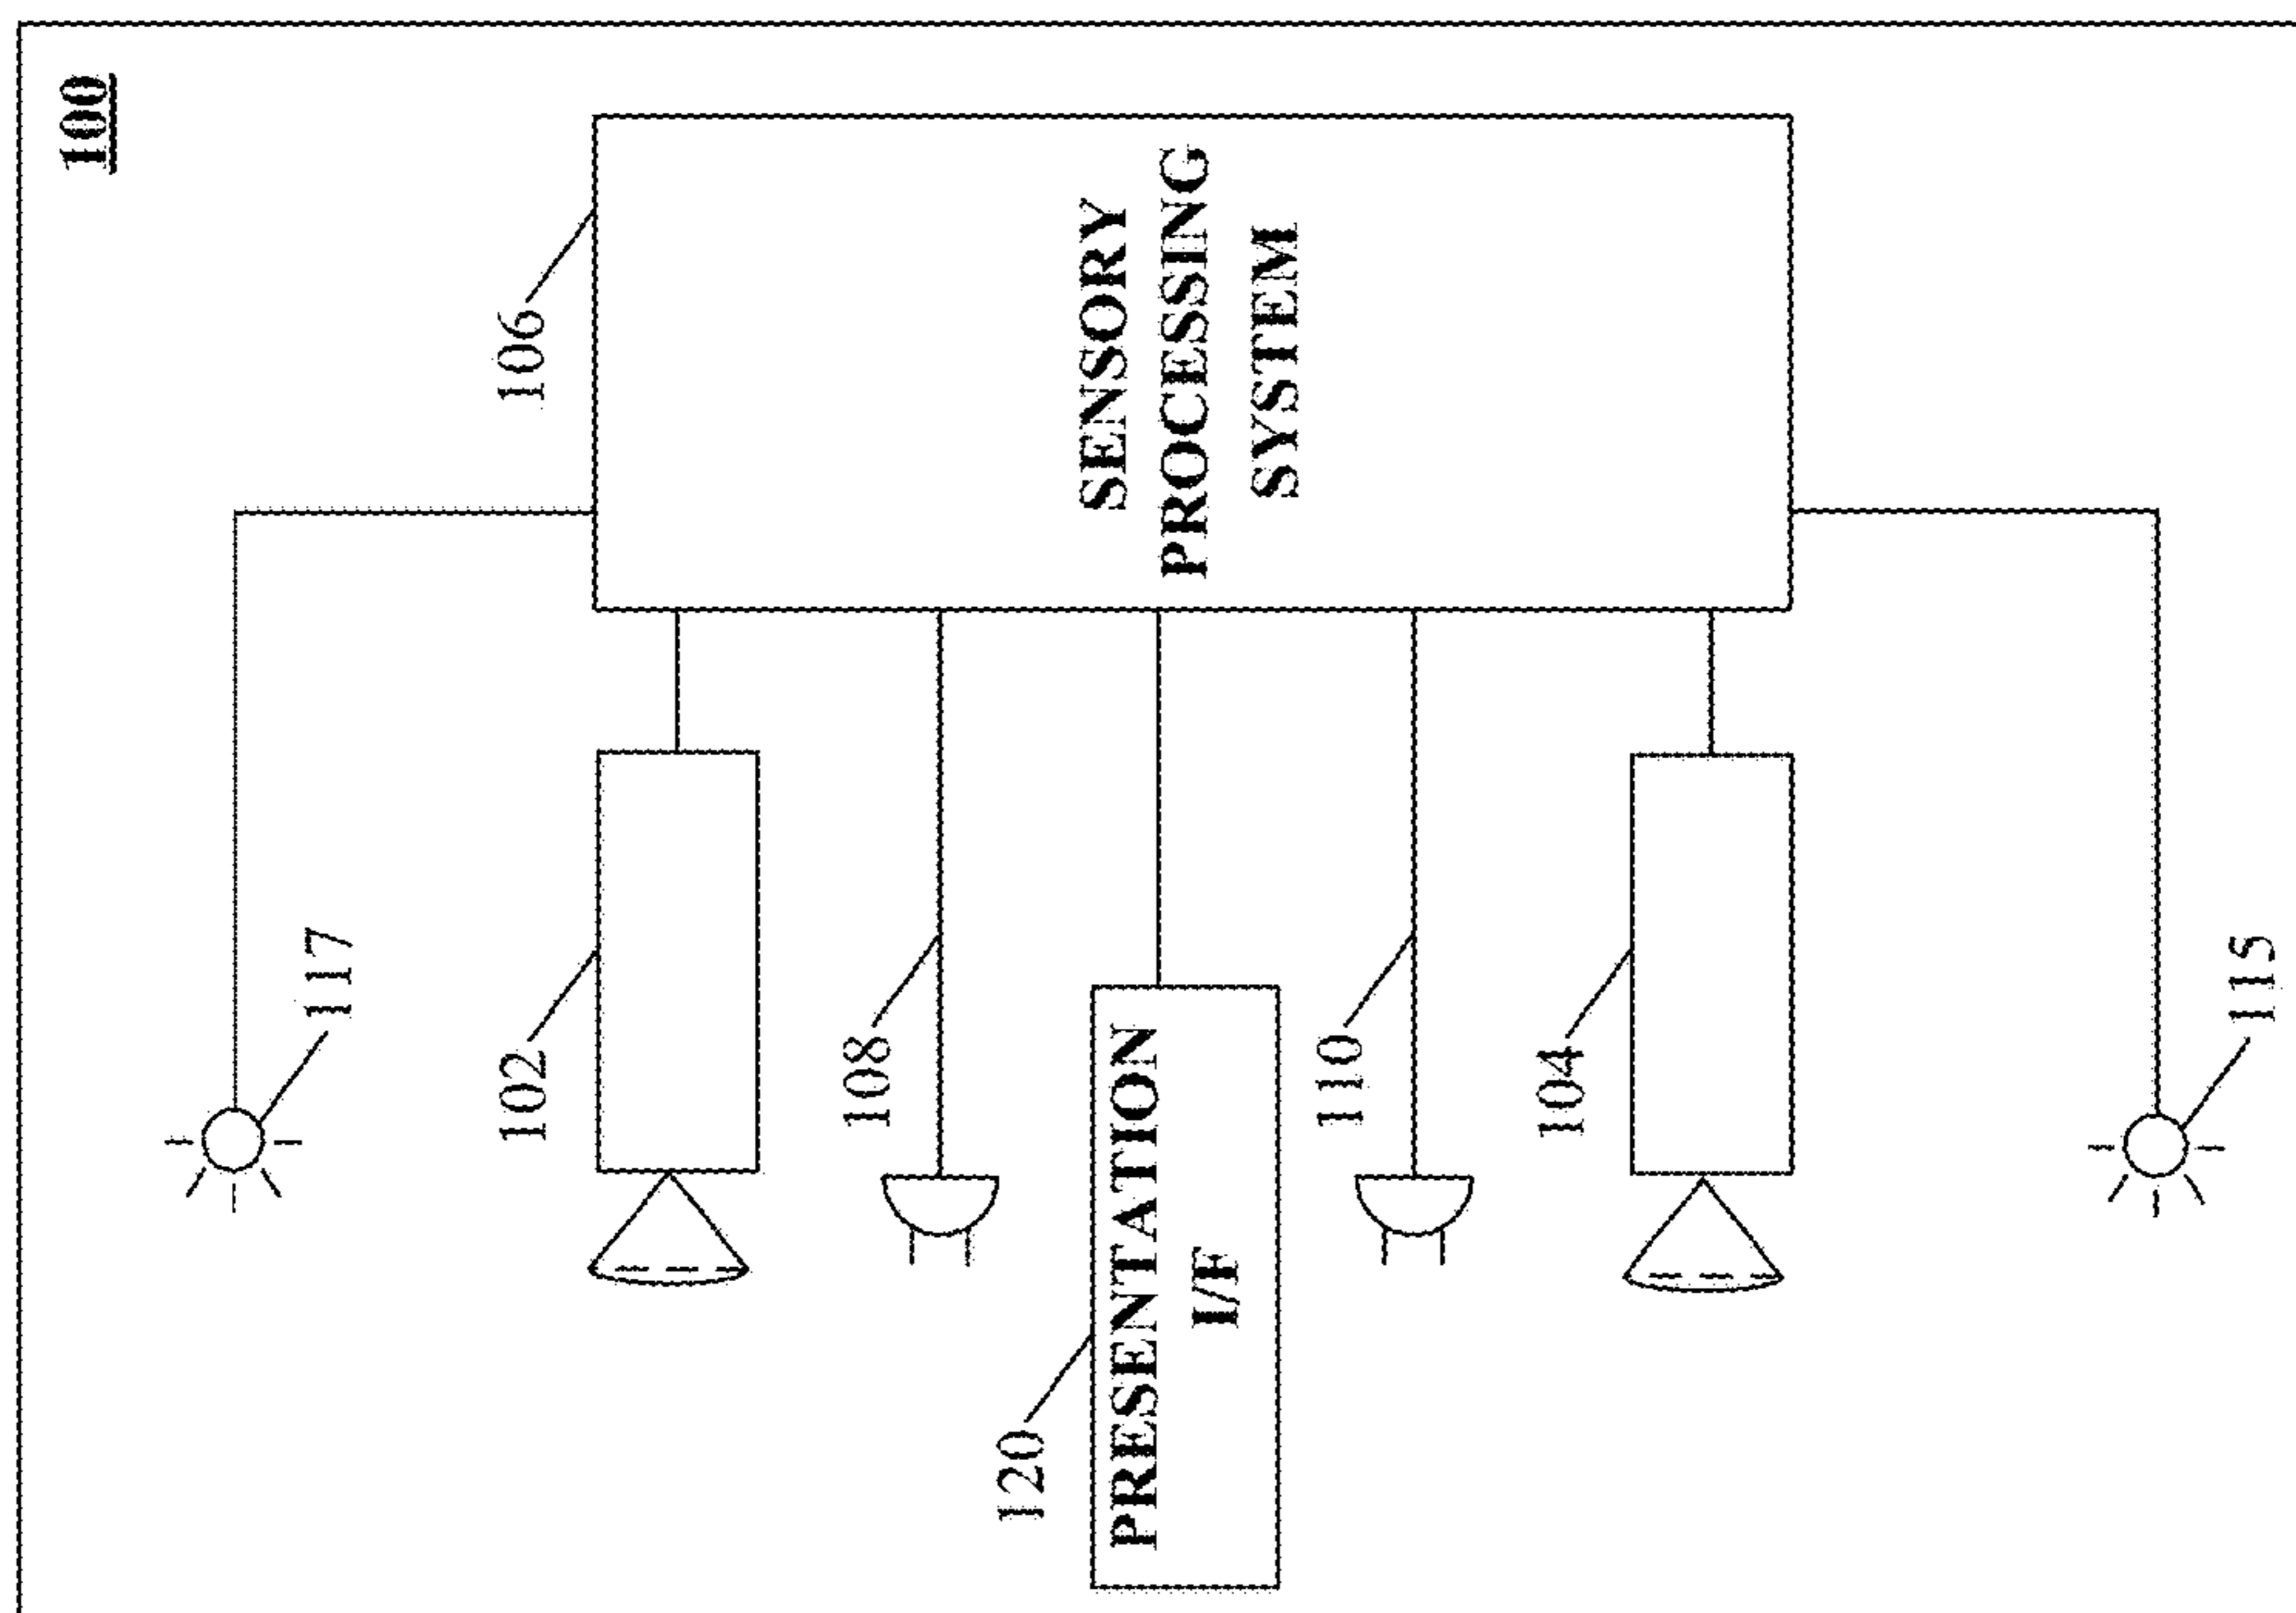 100
106
SENSORY
PROCESSING
SYSTEM
117
102
108
120
PRESENTATION
I/F
110
104
115